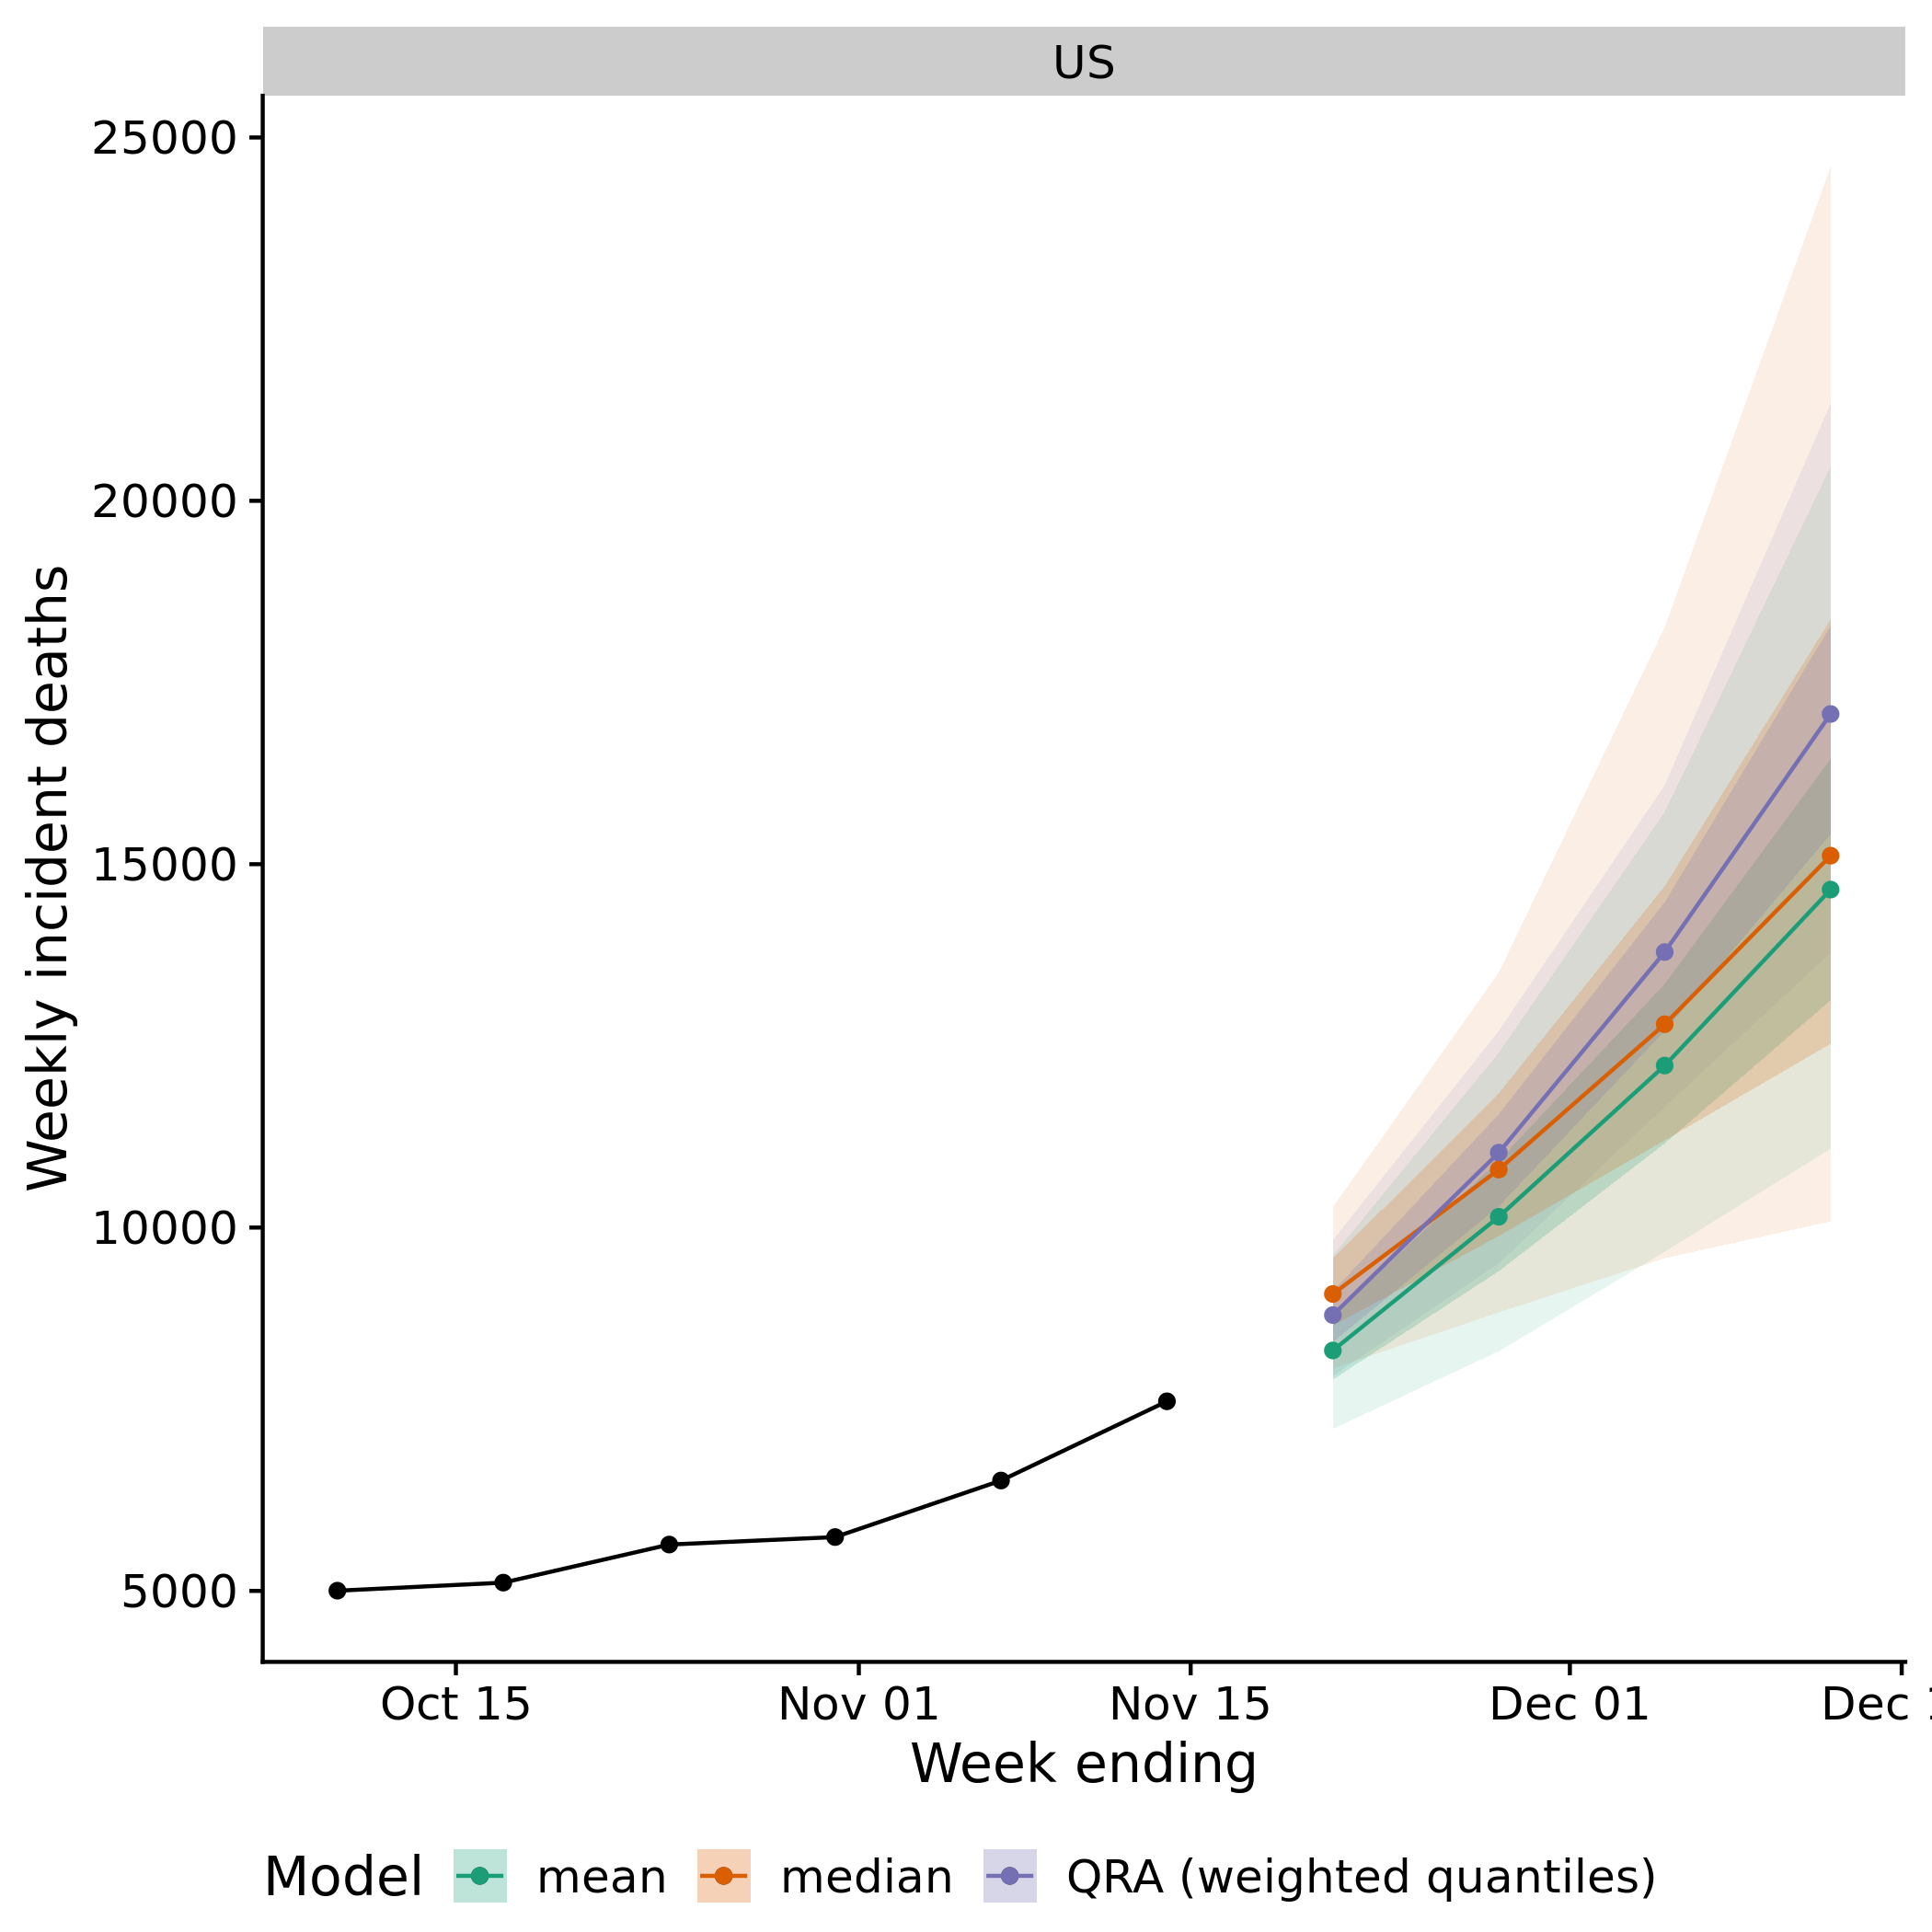 US
25000
20000
15000
10000
5000
Weekly incident deaths
Oct 15 Nov 01 Nov 15 Dec 01 Dec
Week ending
Model mean median QRA (weighted quantiles)